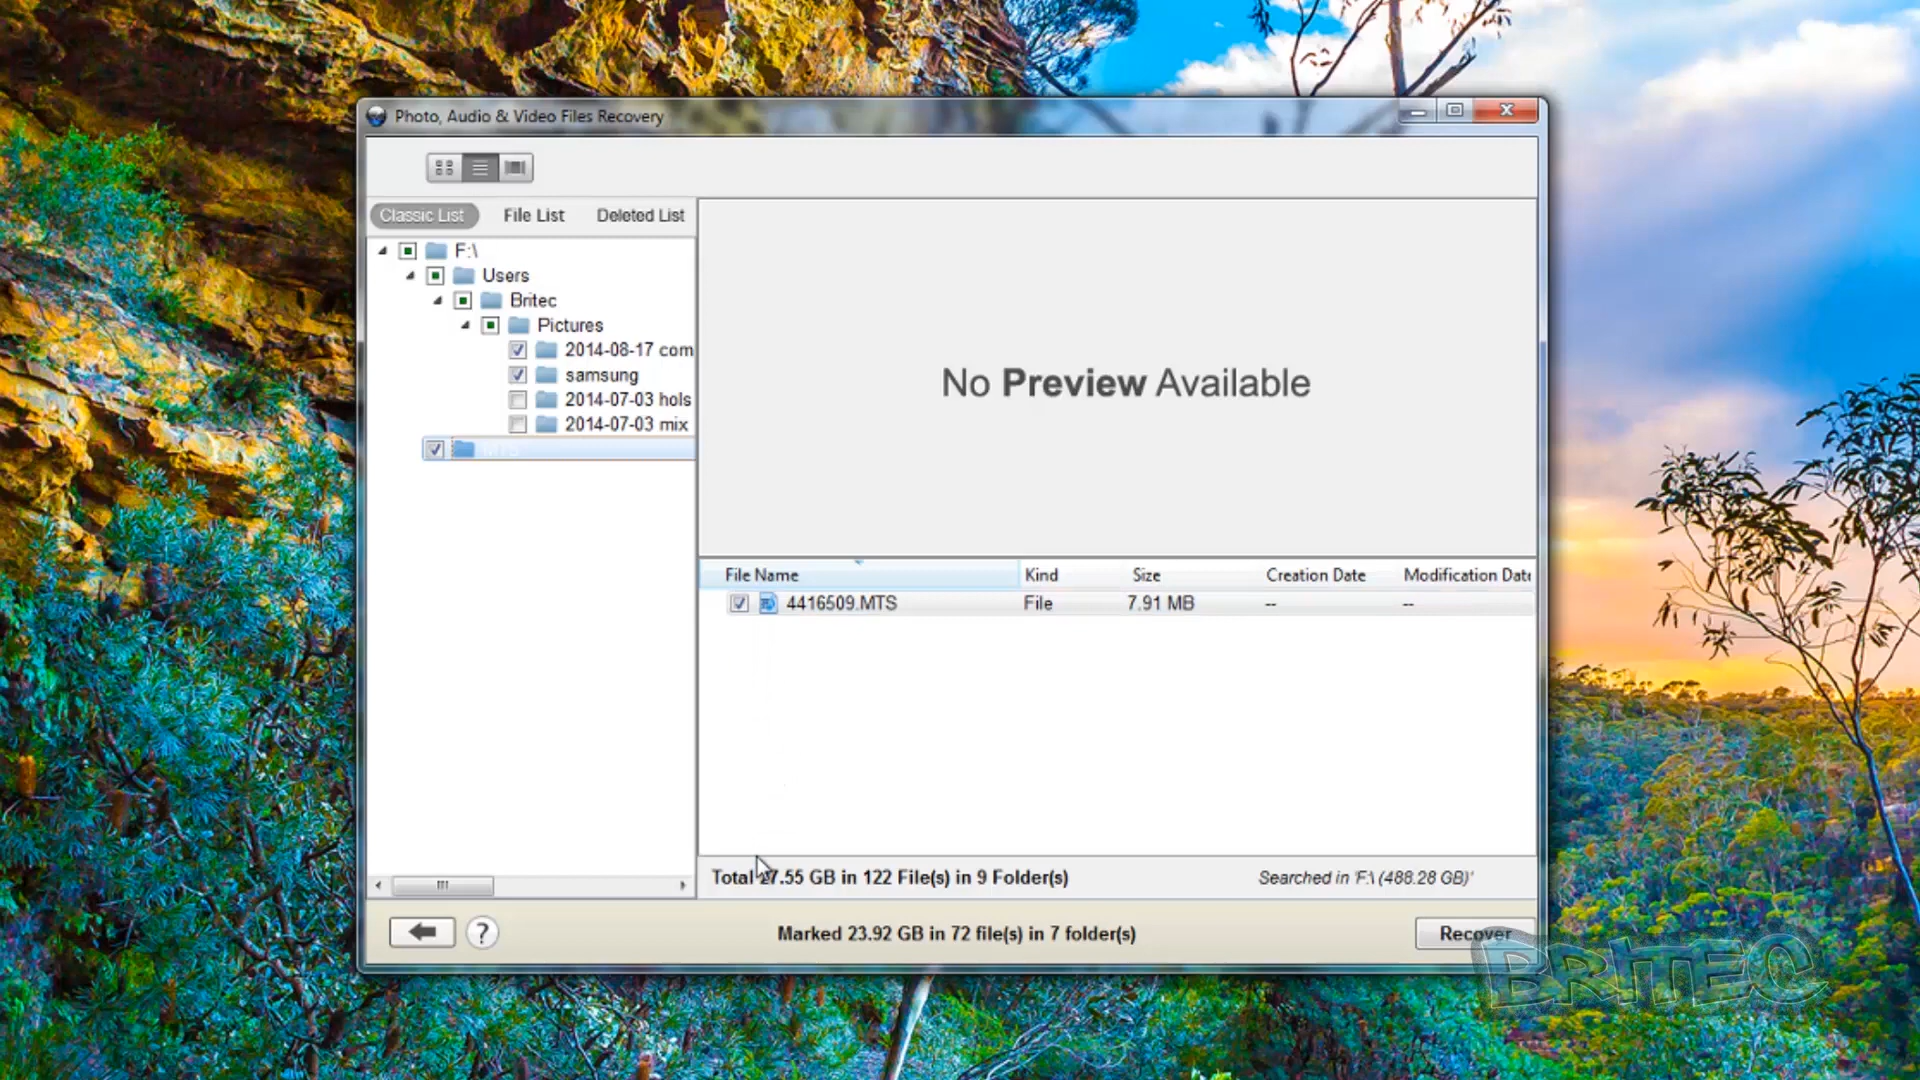 Photo, Audio & Video Files Recovery
Classic List File List Deleted List
F:\
Users
Britec
Pictures
2014-08-17 com
samsung
2014-07-03 hols
2014-07-03 mix
MTS
No Preview Available
File Name Kind Size Creation Date Modification Date
4416509.MTS File 7.91 MB -- --
Total 27.55 GB in 122 File(s) in 9 Folder(s)
Searched in 'F:\ (488.28 GB)'
?
Marked 23.92 GB in 72 file(s) in 7 folder(s)
Recover
BRITEC